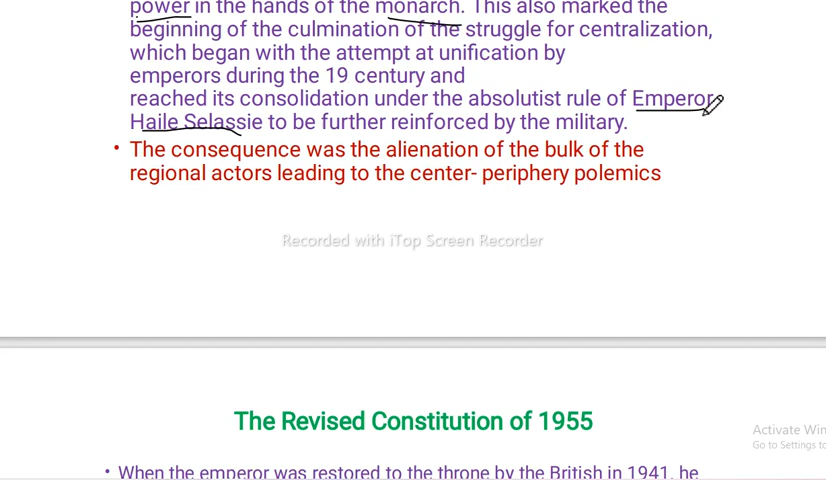 power in the hands of the monarch. This also marked the
beginning of the culmination of the struggle for centralization,
which began with the attempt at unification by
emperors during the 19 century and
reached its consolidation under the absolutist rule of Emperor
Haile Selassie to be further reinforced by the military.
• The consequence was the alienation of the bulk of the
regional actors leading to the center- periphery polemics
Recorded with iTop Screen Recorder
The Revised Constitution of 1955
Activate Win
Go to Settings to
• When the emperor was restored to the throne by the British in 1941, he